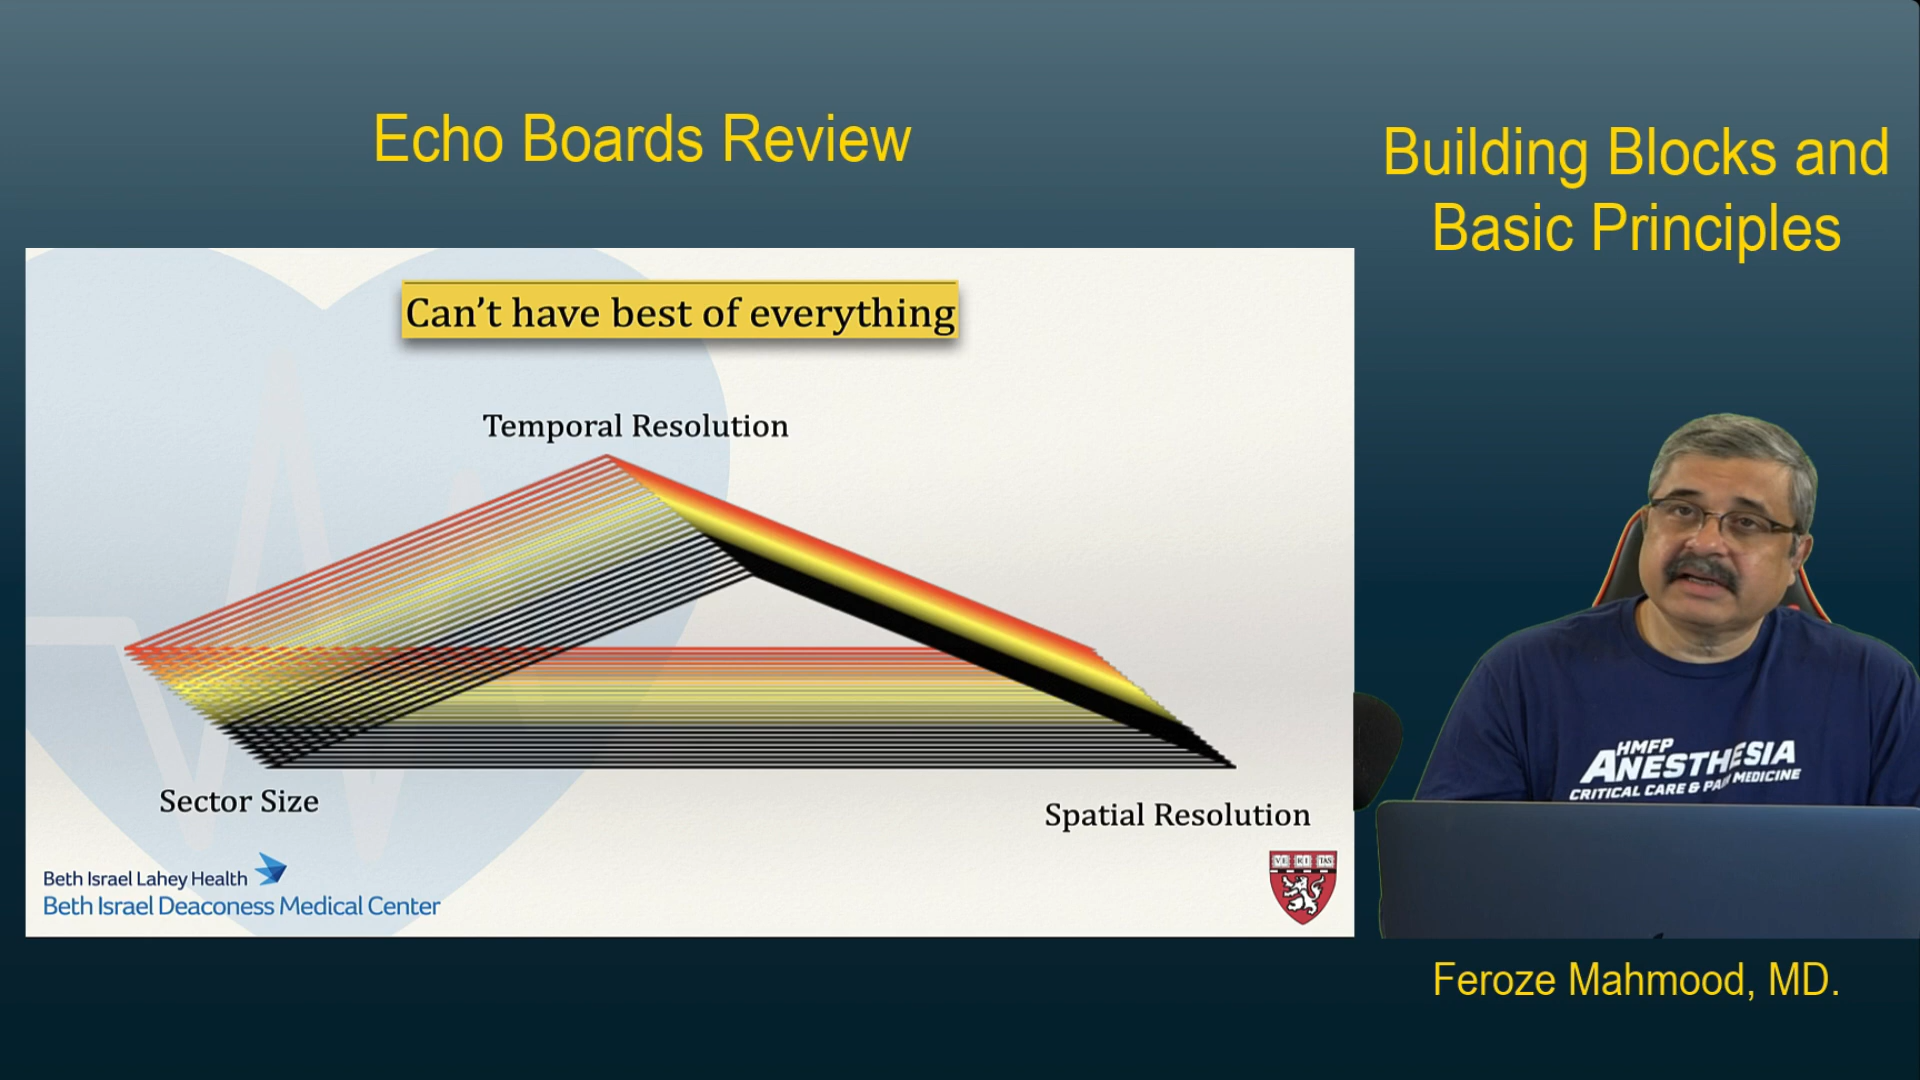 Echo Boards Review
Building Blocks and
Basic Principles
Can't have best of everything
Temporal Resolution
Sector Size
Spatial Resolution
Beth Israel Lahey Health
Beth Israel Deaconess Medical Center
VE RI TAS
HMFP
ANESTHESIA
CRITICAL CARE & PAIN MEDICINE
Feroze Mahmood, MD.